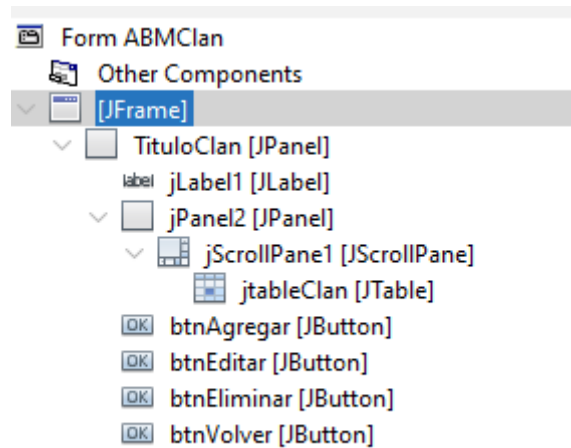 Form ABMClan
Other Components
[JFrame]
TituloClan [JPanel]
label jLabel1 [JLabel]
jPanel2 [JPanel]
jScrollPane1 [JScrollPane]
jtableClan [JTable]
OK btnAgregar [JButton]
OK btnEditar [JButton]
OK btnEliminar [JButton]
OK btnVolver [JButton]